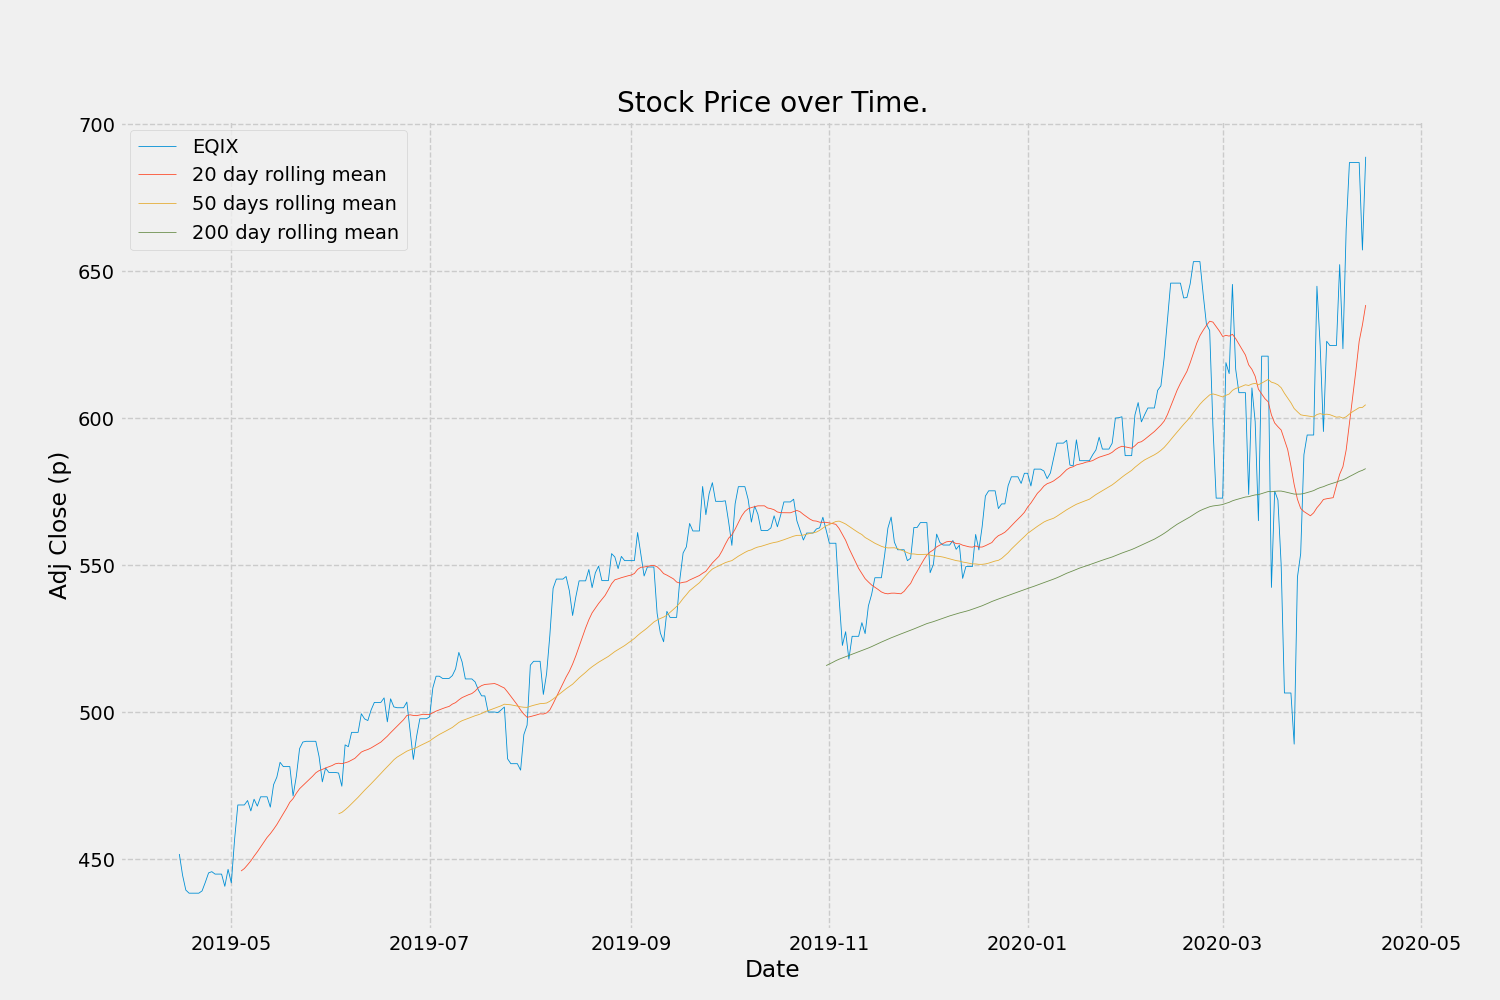 Stock Price over Time.
700
650
600
550
500
450
Adj Close (p)
EQIX
20 day rolling mean
50 days rolling mean
200 day rolling mean
2019-05 2019-07 2019-09 2019-11 2020-01 2020-03 2020-05
Date